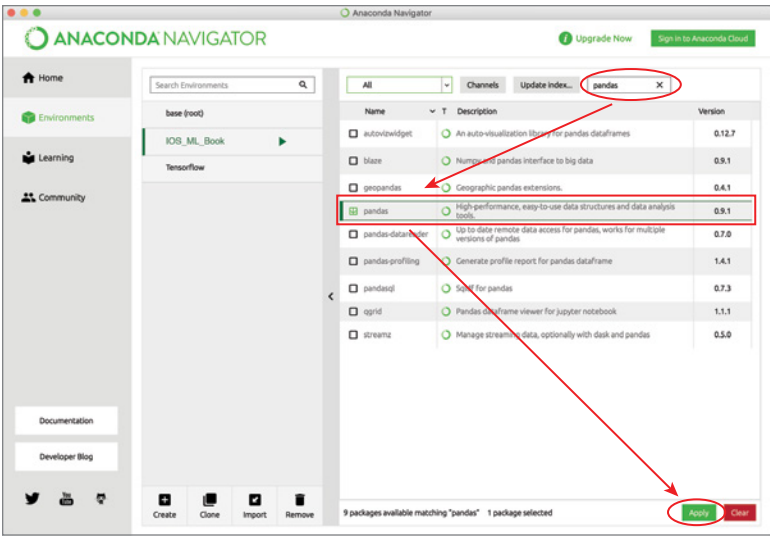 Anaconda Navigator
ANACONDA NAVIGATOR
Upgrade Now
Sign in to Anaconda Cloud
Home
Environments
Learning
Community
Documentation
Developer Blog
You Tube
Search Environments
base (root)
IOS_ML_Book
Tensorflow
Create Clone Import Remove
All Channels Update index... pandas X
Name T Description Version
autovizwidget An auto-visualization library for pandas dataframes 0.12.7
blaze Numpy and pandas interface to big data 0.9.1
geopandas Geographic pandas extensions. 0.4.1
pandas High-performance, easy-to-use data structures and data analysis tools. 0.9.1
pandas-datareader Up to date remote data access for pandas, works for multiple versions of pandas 0.7.0
pandas-profiling Generate profile report for pandas dataframe 1.4.1
pandasql Sqldf for pandas 0.7.3
qgrid Pandas dataframe viewer for jupyter notebook 1.1.1
streamz Manage streaming data, optionally with dask and pandas 0.5.0
9 packages available matching "pandas" 1 package selected
Apply Clear